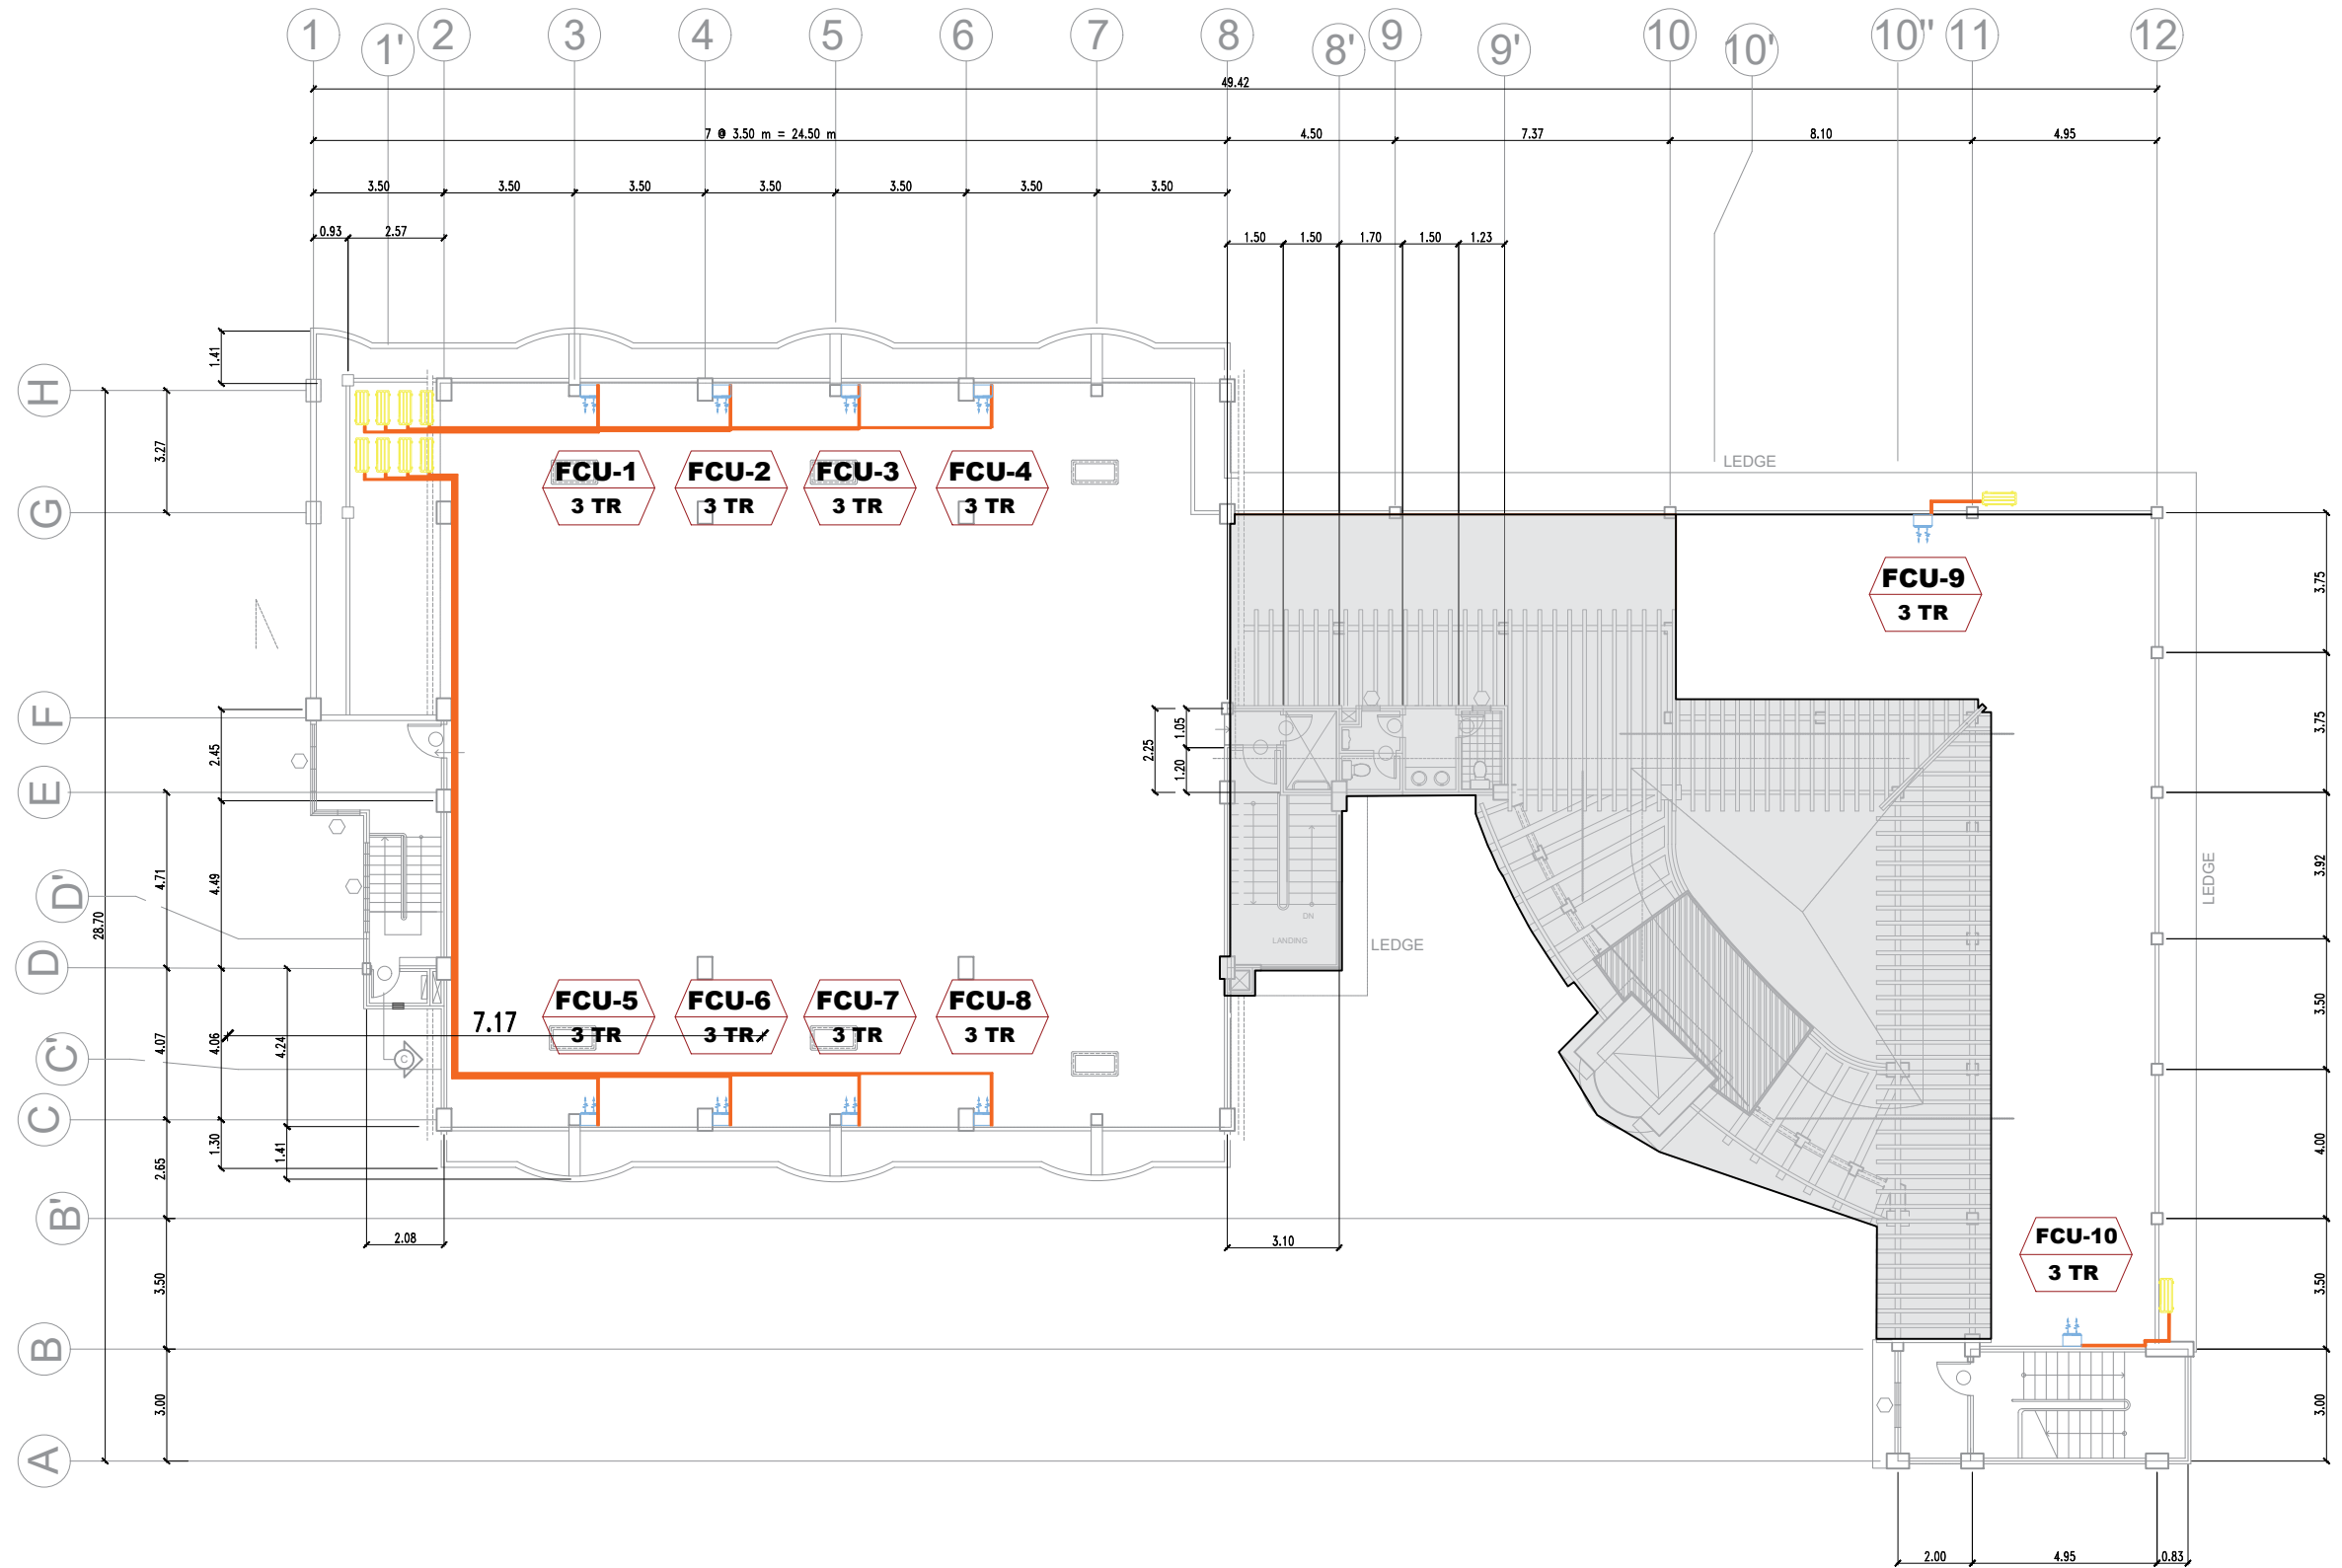 1 1' 2 3 4 5 6 7 8 8' 9 9' 10 10' 10" 11 12
49.42
7 @ 3.50 m = 24.50 m 4.50 7.37 8.10 4.95
3.50 3.50 3.50 3.50 3.50 3.50 3.50
0.93 2.57
1.50 1.50 1.70 1.50 1.23
1.41
H
3.27
G
LEDGE
FCU-1 FCU-2 FCU-3 FCU-4
3 TR 3 TR 3 TR 3 TR
FCU-9
3 TR
3.75
F
3.75
2.45
2.25
1.05
1.20
E
4.71
4.49
3.92
LEDGE
D'
28.70
DN
LANDING
LEDGE
D
3.50
FCU-5 FCU-6 FCU-7 FCU-8
3 TR 3 TR 3 TR 3 TR
7.17
4.07
4.06
4.24
C'
C
C
1.30
1.41
4.00
2.65
B'
2.08
3.10
FCU-10
3 TR
3.50
3.50
B
3.00
3.00
A
2.00 4.95 0.83